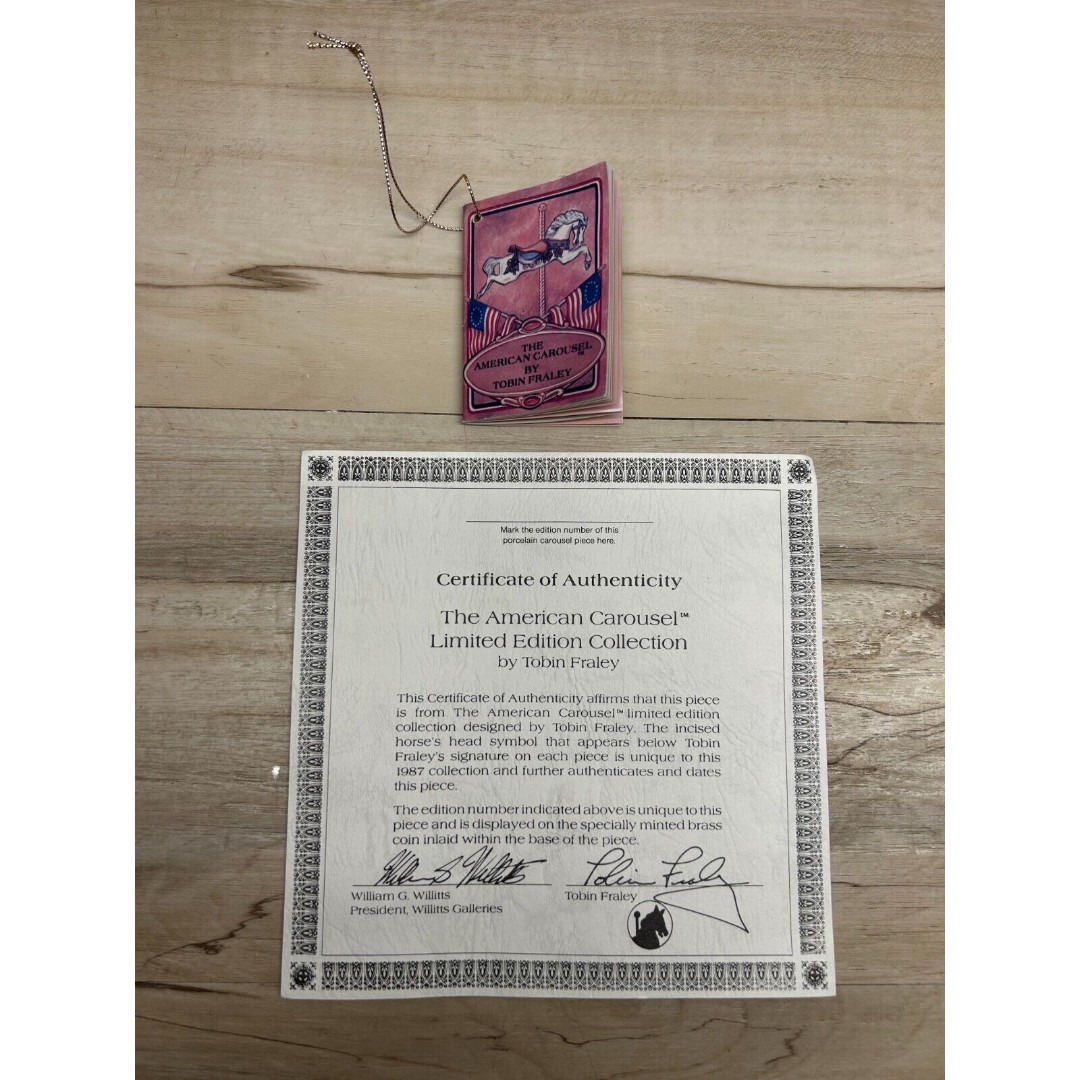 THE
AMERICAN CAROUSEL™
BY
TOBIN FRALEY
Mark the edition number of this
porcelain carousel piece here.
Certificate of Authenticity
The American Carousel™
Limited Edition Collection
by Tobin Fraley
This Certificate of Authenticity affirms that this piece
is from The American Carousel™ limited edition
collection designed by Tobin Fraley. The incised
horse's head symbol that appears below Tobin
Fraley's signature on each piece is unique to this
1987 collection and further authenticates and dates
this piece.
The edition number indicated above is unique to this
piece and is displayed on the specially minted brass
coin inlaid within the base of the piece.
William G. Willitts
Tobin Fraley
William G. Willitts
Tobin Fraley
President, Willitts Galleries